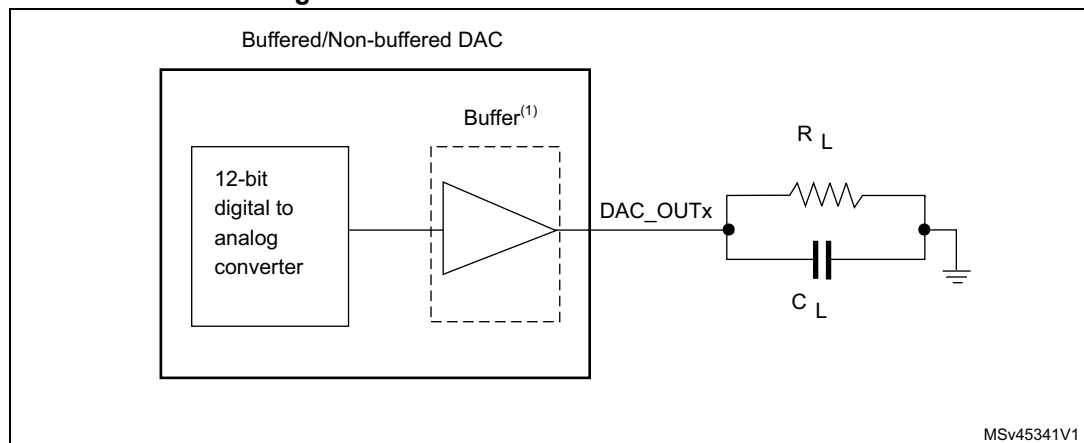 Buffered/Non-buffered DAC
Buffer(1)
12-bit
digital to
analog
converter
DAC_OUTx
R L
C L
MSv45341V1